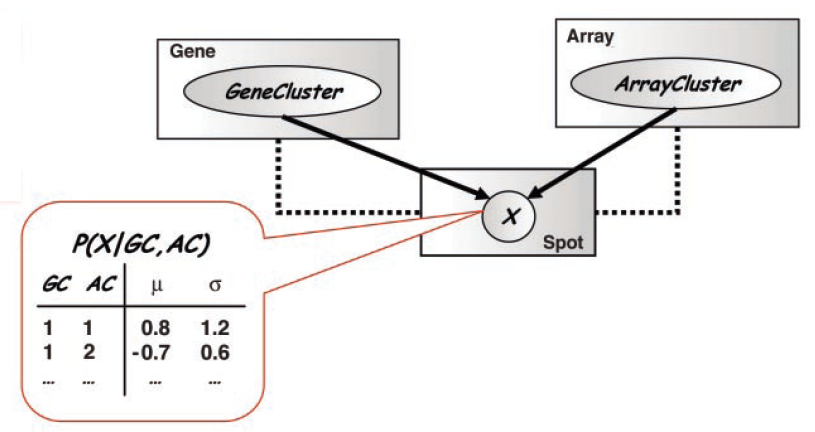 Gene
GeneCluster
Array
ArrayCluster
X
Spot
P(X|GC,AC)
GC AC μ σ
1 1 0.8 1.2
1 2 -0.7 0.6
... ... ... ...